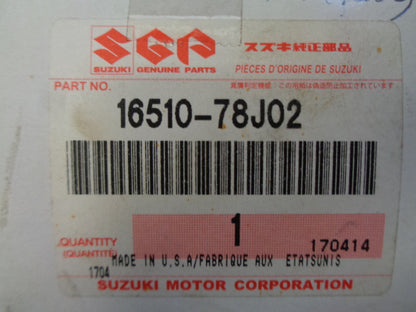 SGP
スズキ純正部品
SUZUKI GENUINE PARTS
PIÈCES D'ORIGINE DE SUZUKI
PART NO.
16510-78J02
1
170414
QUANTITY
(QUANTITÉ)
MADE IN U.S.A/FABRIQUE AUX ETATSUNIS
1704
SUZUKI MOTOR CORPORATION